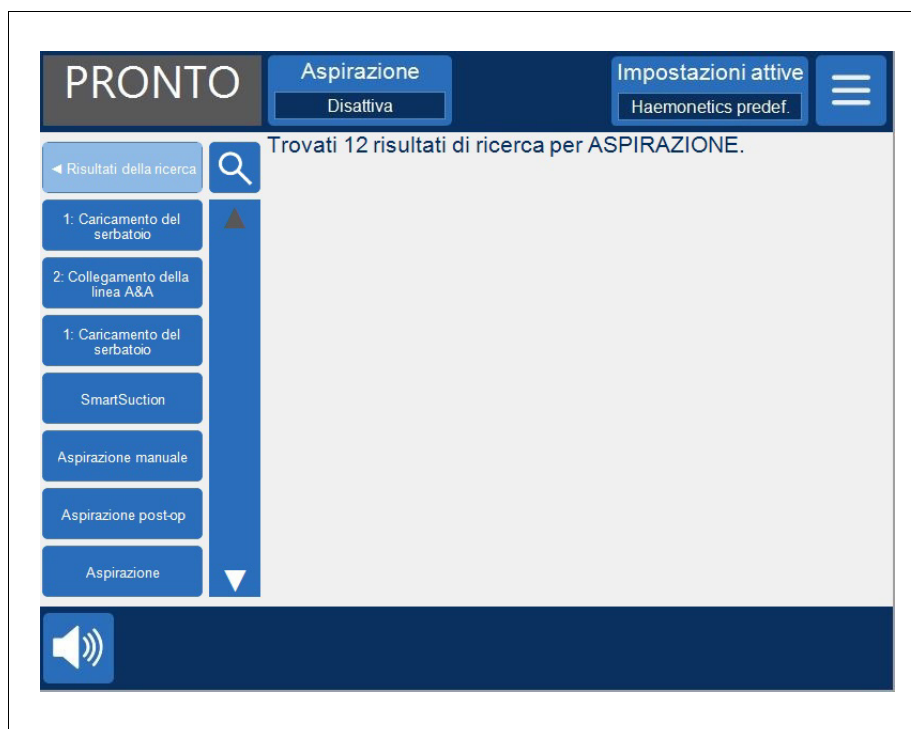 PRONTO
Aspirazione
Disattiva
Impostazioni attive
Haemonetics predef.
Trovati 12 risultati di ricerca per ASPIRAZIONE.
◄ Risultati della ricerca
1: Caricamento del
serbatoio
2: Collegamento della
linea A&A
1: Caricamento del
serbatoio
SmartSuction
Aspirazione manuale
Aspirazione post-op
Aspirazione